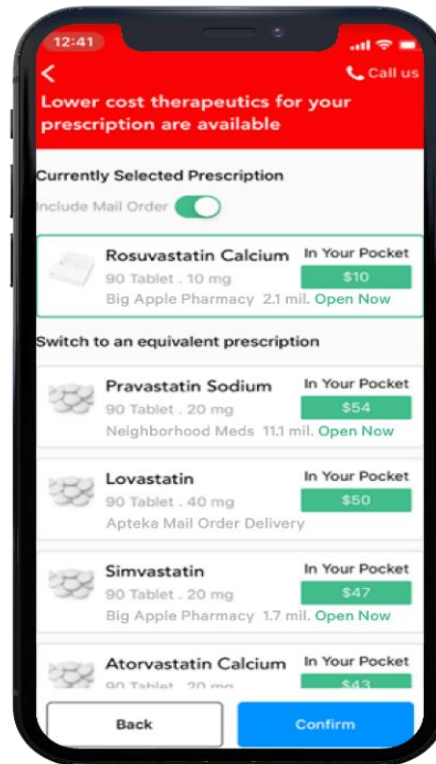 12:41
Call us
Lower cost therapeutics for your
prescription are available
Currently Selected Prescription
Include Mail Order
Rosuvastatin Calcium In Your Pocket
90 Tablet . 10 mg $10
Big Apple Pharmacy 2.1 mil. Open Now
Switch to an equivalent prescription
Pravastatin Sodium In Your Pocket
90 Tablet . 20 mg $54
Neighborhood Meds 11.1 mil. Open Now
Lovastatin In Your Pocket
90 Tablet . 40 mg $50
Apteka Mail Order Delivery
Simvastatin In Your Pocket
90 Tablet . 20 mg $47
Big Apple Pharmacy 1.7 mil. Open Now
Atorvastatin Calcium In Your Pocket
90 Tablet . 20 mg $43
Back Confirm